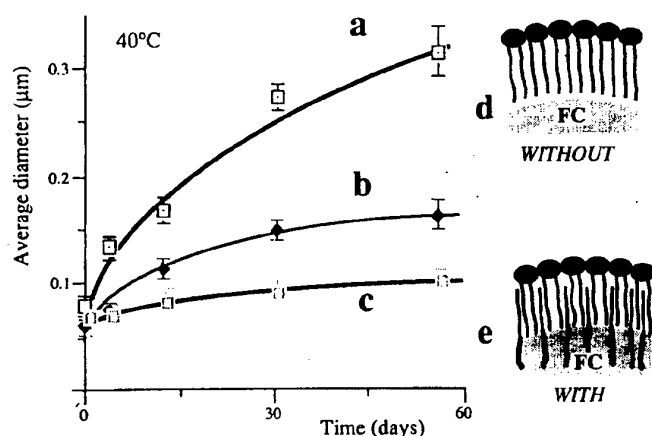 40°C
a
0.3
Average diameter (μm)
0.2
b
0.1
c
0
30
60
Time (days)
d
FC
WITHOUT
e
FC
WITH